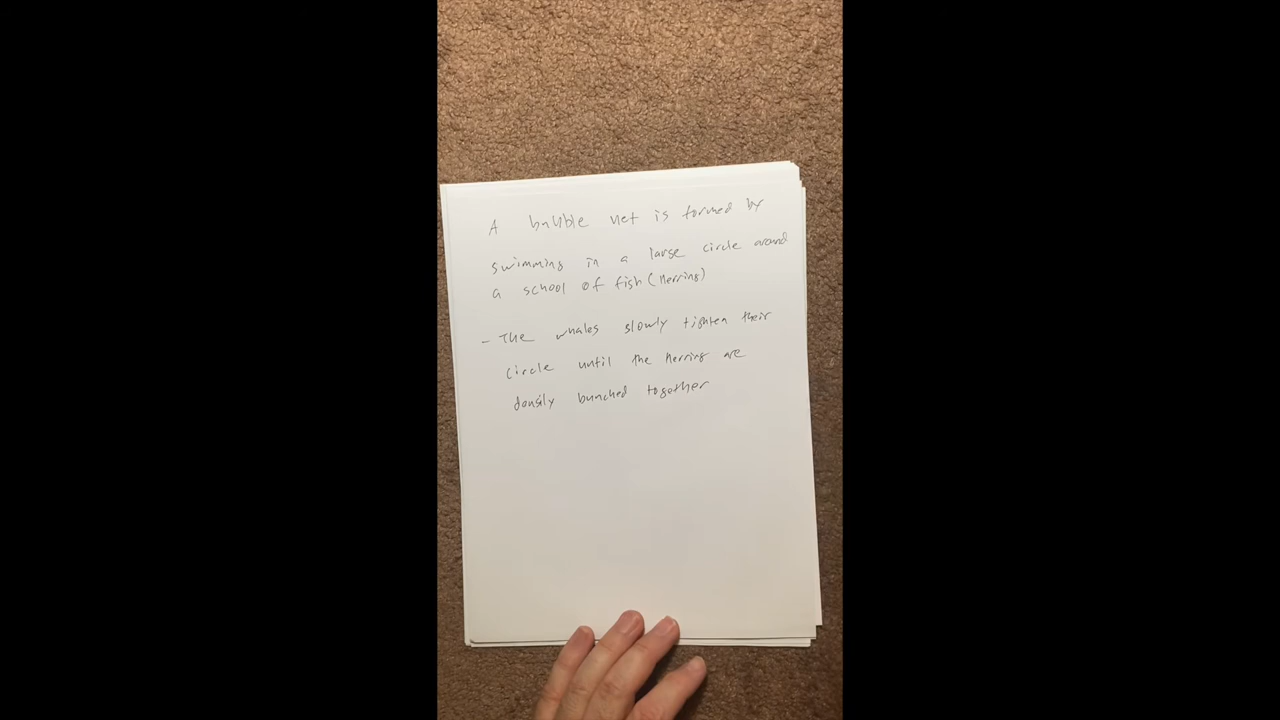 A bubble net is formed by
swimming in a large circle around
a school of fish (Herring)
- The whales slowly tighten their
circle until the Herring are
dansily bunched together